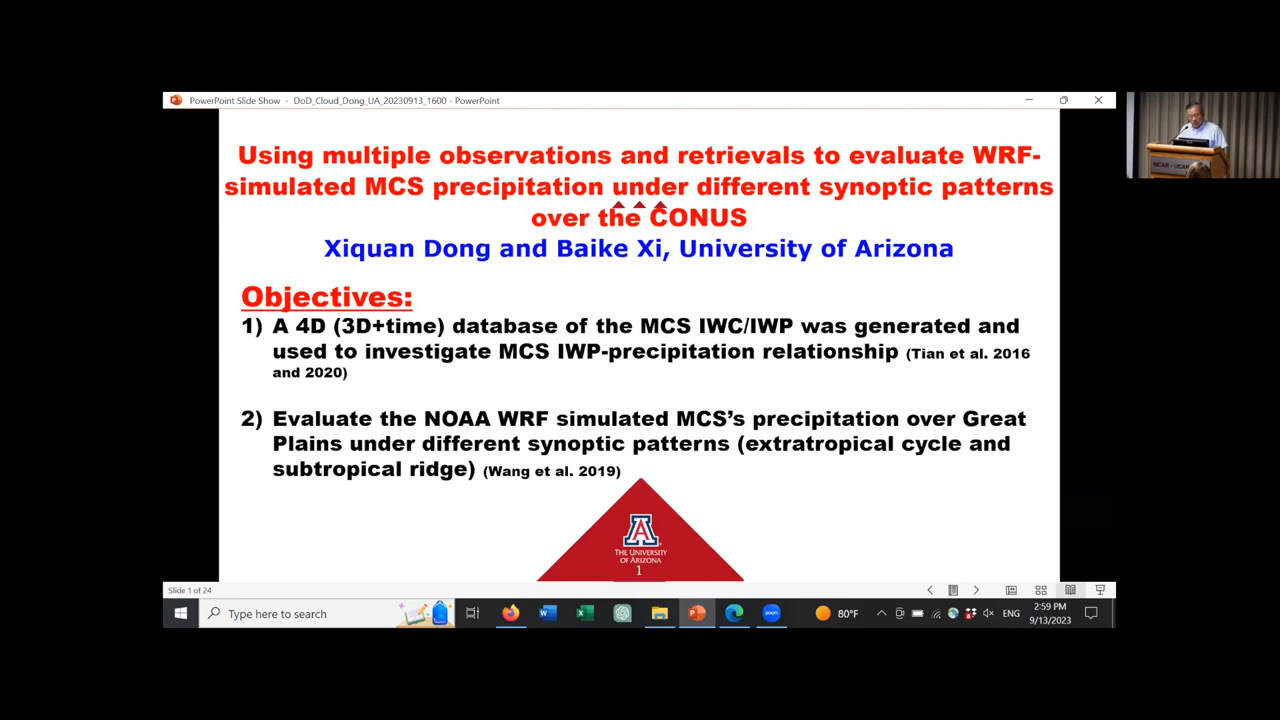 PowerPoint Slide Show - DoD_Cloud_Dong_UA_20230913_1600 - PowerPoint
Using multiple observations and retrievals to evaluate WRF-
simulated MCS precipitation under different synoptic patterns
over the CONUS
Xiquan Dong and Baike Xi, University of Arizona
Objectives:
1) A 4D (3D+time) database of the MCS IWC/IWP was generated and
used to investigate MCS IWP-precipitation relationship (Tian et al. 2016
and 2020)
2) Evaluate the NOAA WRF simulated MCS’s precipitation over Great
Plains under different synoptic patterns (extratropical cycle and
subtropical ridge) (Wang et al. 2019)
A
THE UNIVERSITY
OF ARIZONA
1
Slide 1 of 24
Type here to search
80°F
ENG
2:59 PM
9/13/2023
NCAR - UCAR